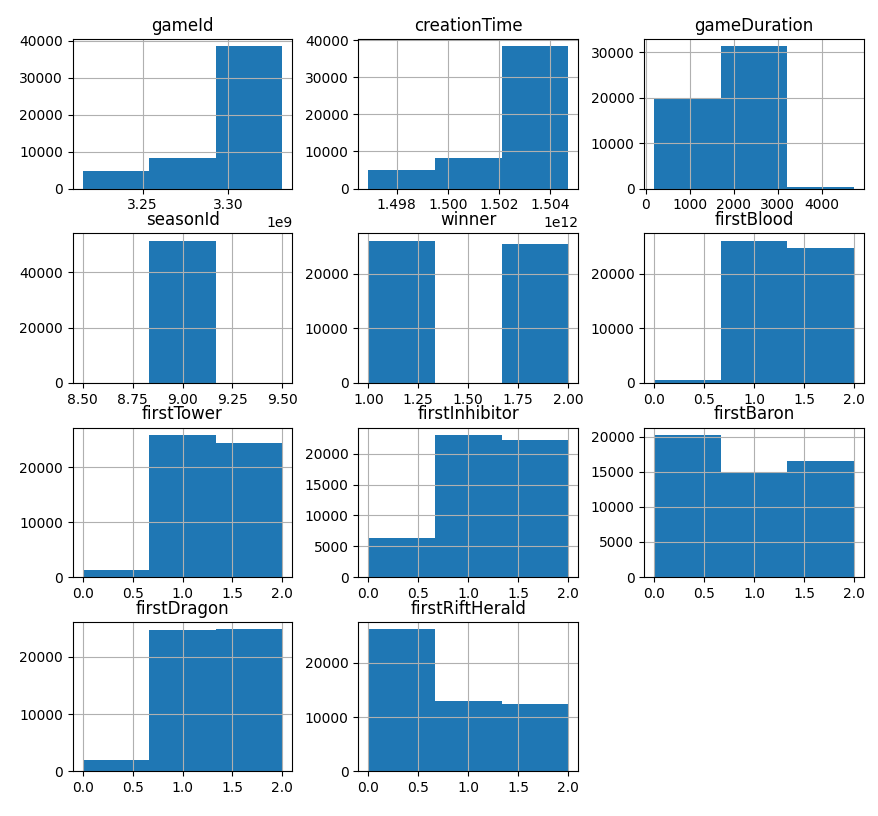 gameId
40000
30000
20000
10000
0
3.25 3.30
1e9
creationTime
40000
30000
20000
10000
0
1.498 1.500 1.502 1.504
1e12
gameDuration
30000
20000
10000
0
0 1000 2000 3000 4000
seasonId
40000
20000
0
8.50 8.75 9.00 9.25 9.50
winner
20000
10000
0
1.00 1.25 1.50 1.75 2.00
firstBlood
20000
10000
0
0.0 0.5 1.0 1.5 2.0
firstTower
20000
10000
0
0.0 0.5 1.0 1.5 2.0
firstInhibitor
20000
15000
10000
5000
0
0.0 0.5 1.0 1.5 2.0
firstBaron
20000
15000
10000
5000
0
0.0 0.5 1.0 1.5 2.0
firstDragon
20000
10000
0
0.0 0.5 1.0 1.5 2.0
firstRiftHerald
20000
10000
0
0.0 0.5 1.0 1.5 2.0